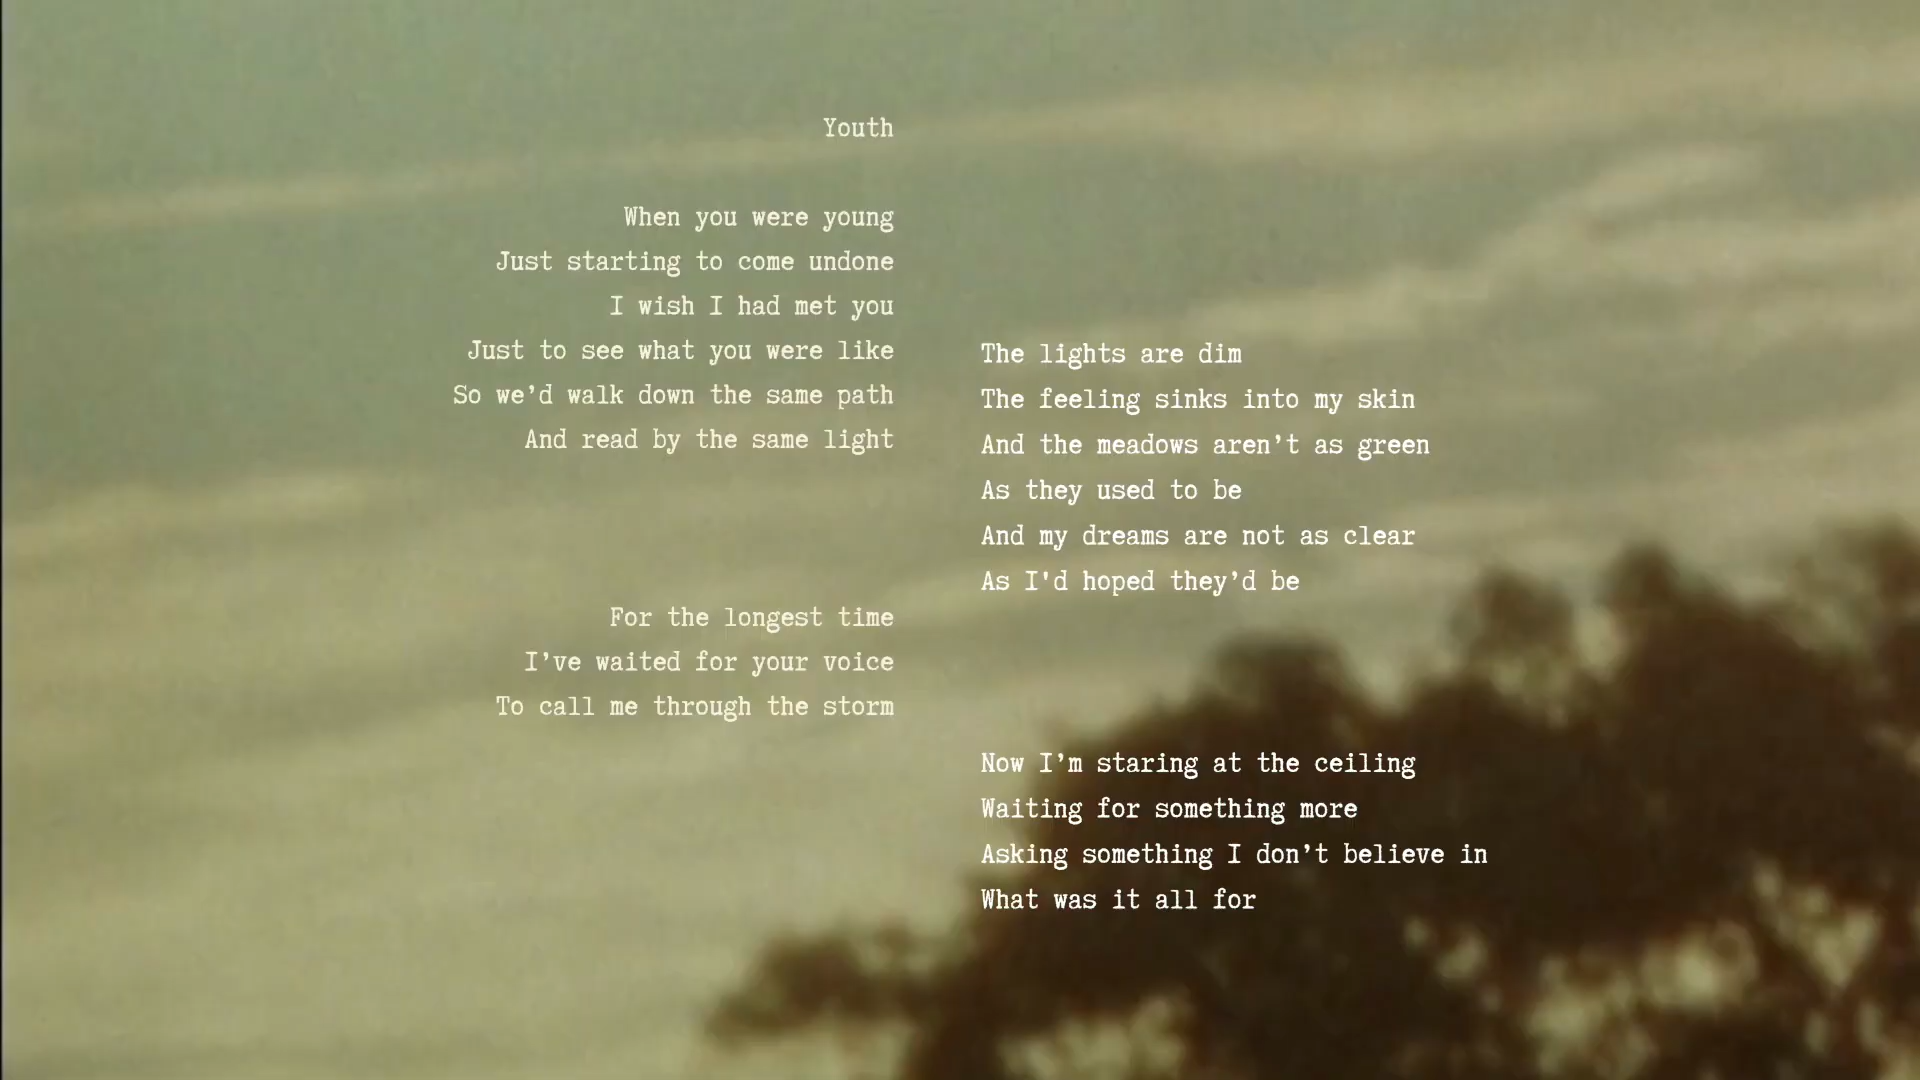 Youth
When you were young
Just starting to come undone
I wish I had met you
Just to see what you were like
So we’d walk down the same path
And read by the same light
For the longest time
I’ve waited for your voice
To call me through the storm
The lights are dim
The feeling sinks into my skin
And the meadows aren’t as green
As they used to be
And my dreams are not as clear
As I'd hoped they’d be
Now I’m staring at the ceiling
Waiting for something more
Asking something I don’t believe in
What was it all for